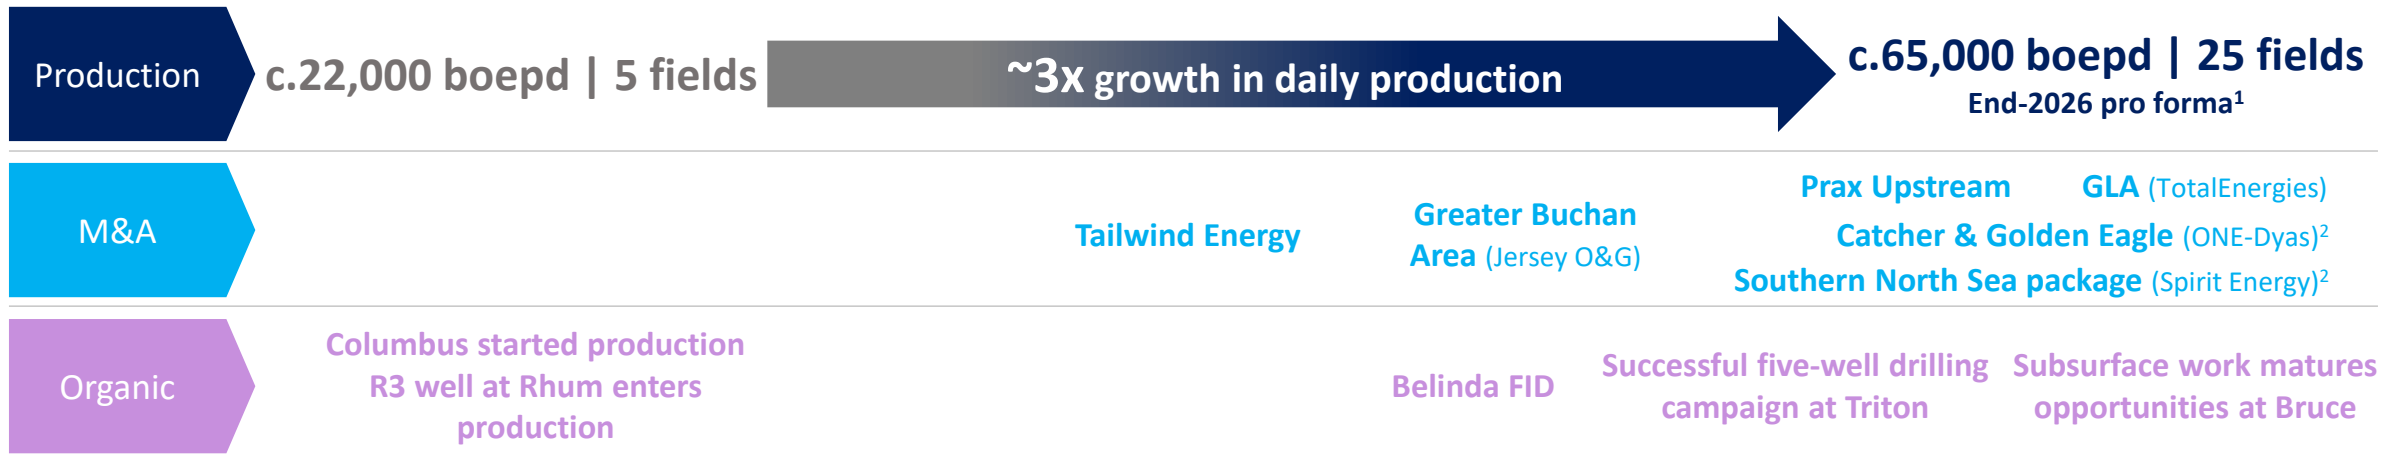 Production
c.22,000 boepd | 5 fields
~3x growth in daily production
c.65,000 boepd | 25 fields
End-2026 pro forma¹
M&A
Tailwind Energy
Greater Buchan
Area (Jersey O&G)
Prax Upstream GLA (TotalEnergies)
Catcher & Golden Eagle (ONE-Dyas)²
Southern North Sea package (Spirit Energy)²
Organic
Columbus started production
R3 well at Rhum enters
production
Belinda FID
Successful five-well drilling
campaign at Triton
Subsurface work matures
opportunities at Bruce